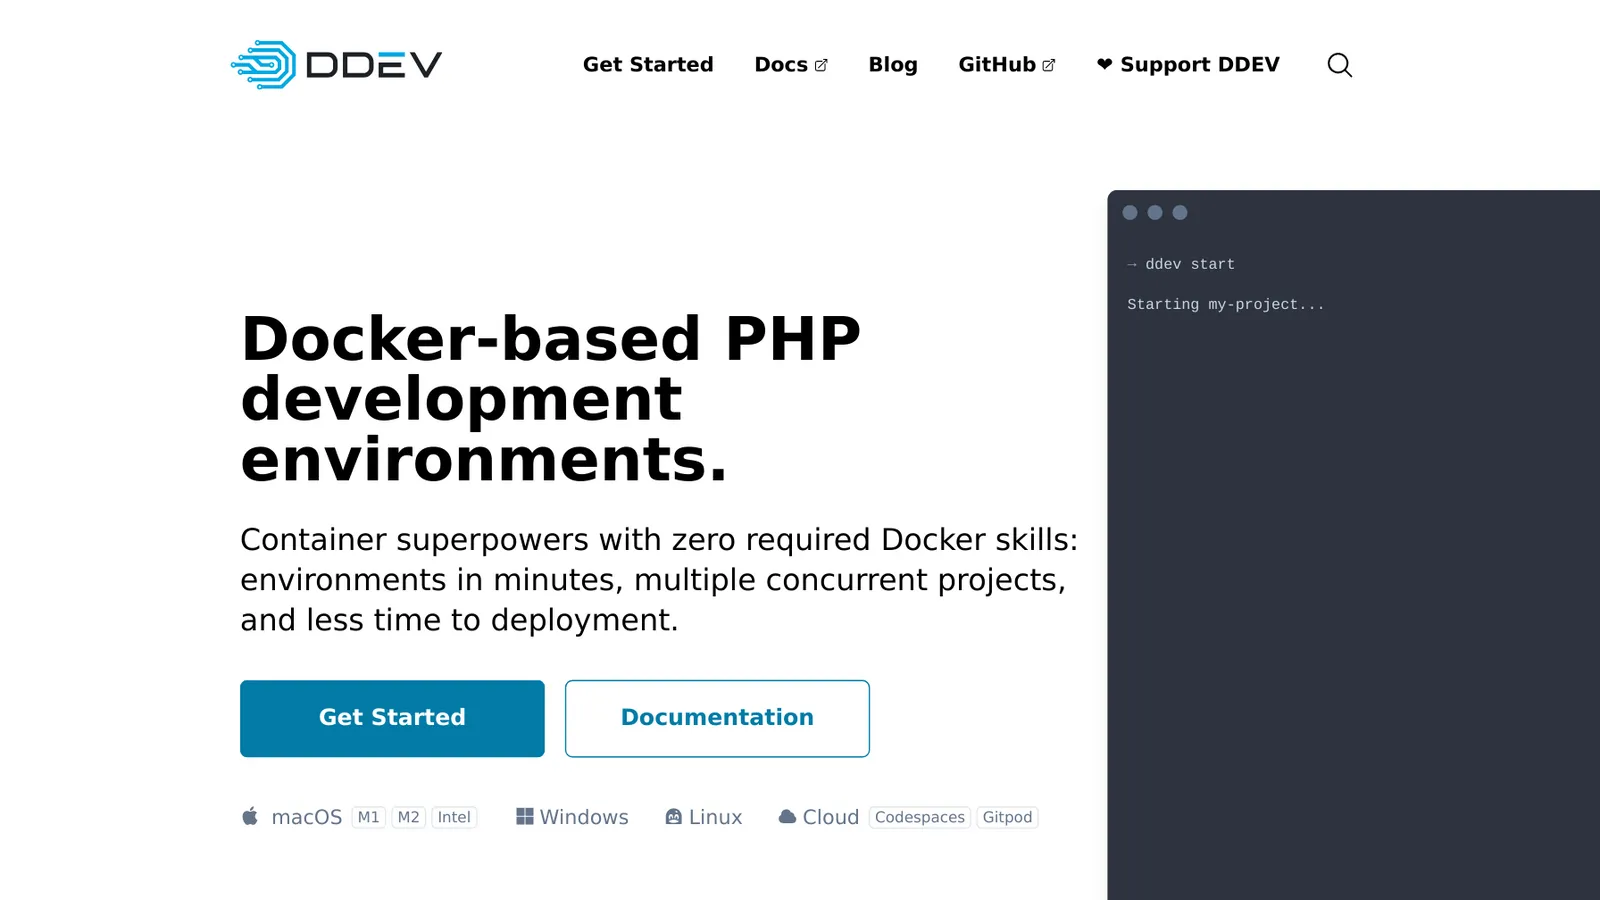 DDEV
Get Started
Docs
Blog
GitHub
❤ Support DDEV
→ ddev start
Starting my-project...
Docker-based PHP
development
environments.
Container superpowers with zero required Docker skills:
environments in minutes, multiple concurrent projects,
and less time to deployment.
Get Started
Documentation
macOS M1 M2 Intel
Windows
Linux
Cloud Codespaces Gitpod